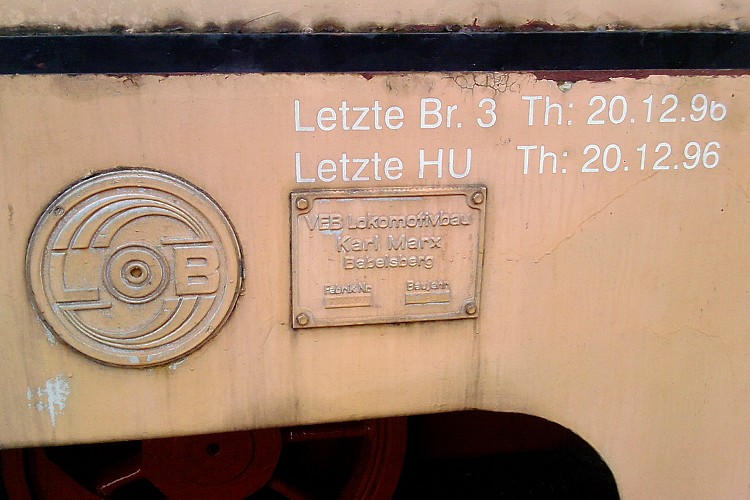 Letzte Br. 3 Th: 20.12.96
Letzte HU Th: 20.12.96
LOB
VEB Lokomotivbau
Karl Marx
Babelsberg
Fabrik Nr. Baujahr